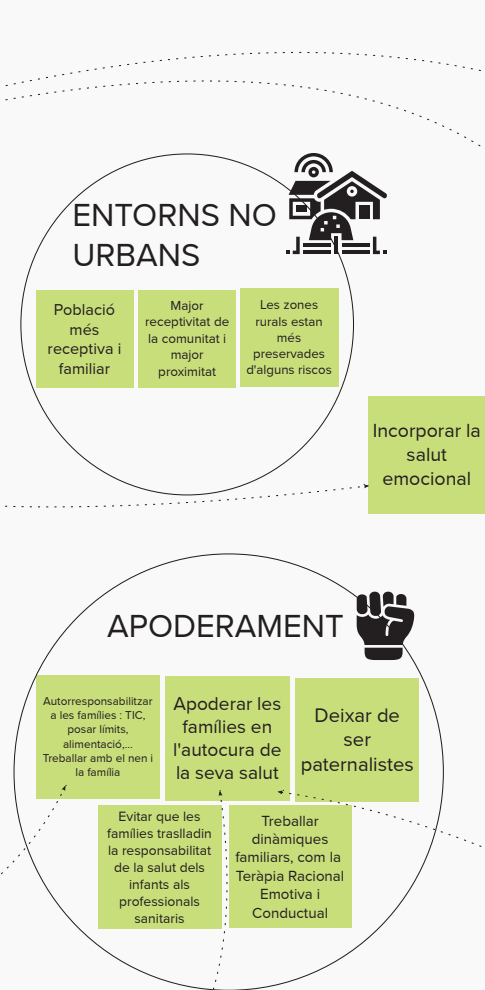 ENTORNS NO
URBANS
Població
més
receptiva i
familiar
Major
receptivitat de
la comunitat i
major
proximitat
Les zones
rurals estan
més
preservades
d'alguns riscos
Incorporar la
salut
emocional
APODERAMENT
Autorresponsabilitzar
a les famílies : TIC,
posar límits,
alimentació,...
Treballar amb el nen i
la família
Apoderar les
famílies en
l'autocura de
la seva salut
Deixar de
ser
paternalistes
Evitar que les
famílies traslladin
la responsabilitat
de la salut dels
infants als
professionals
sanitaris
Treballar
dinàmiques
familiars, com la
Teràpia Racional
Emotiva i
Conductual